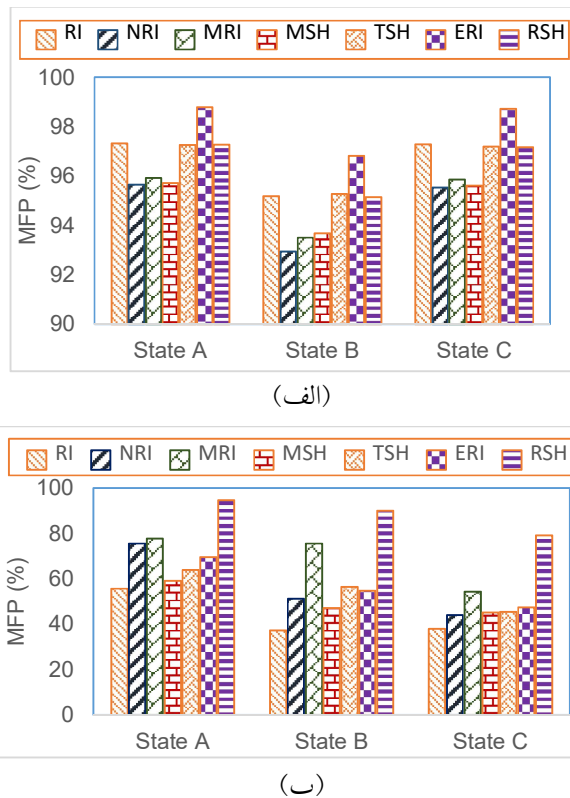 RI NRI MRI MSH TSH ERI RSH
100
98
96
94
92
90
MFP (%)
State A State B State C
(الف)
RI NRI MRI MSH TSH ERI RSH
100
80
60
40
20
0
MFP (%)
State A State B State C
(ب)